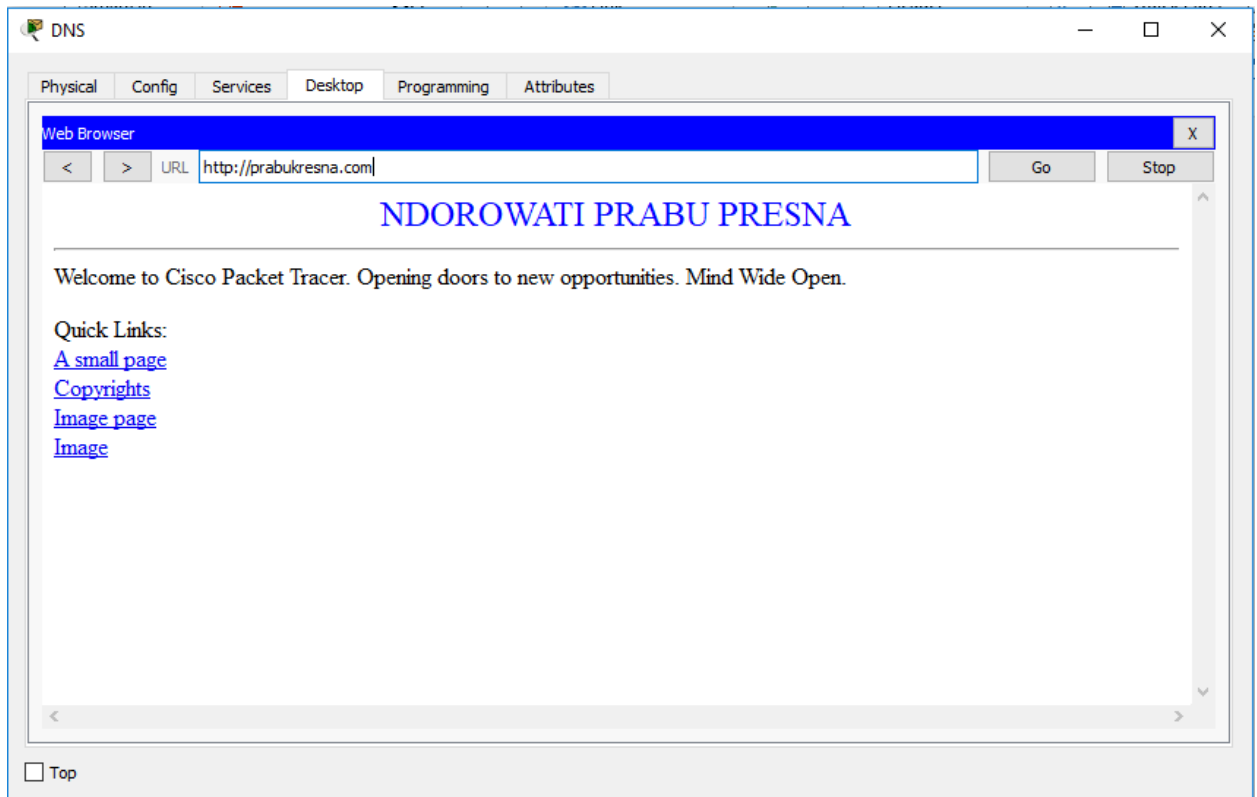 DNS
Physical Config Services Desktop Programming Attributes
Web Browser X
< > URL http://prabukresna.com Go Stop
NDOROWATI PRABU PRESNA
Welcome to Cisco Packet Tracer. Opening doors to new opportunities. Mind Wide Open.
Quick Links:
A small page
Copyrights
Image page
Image
Top